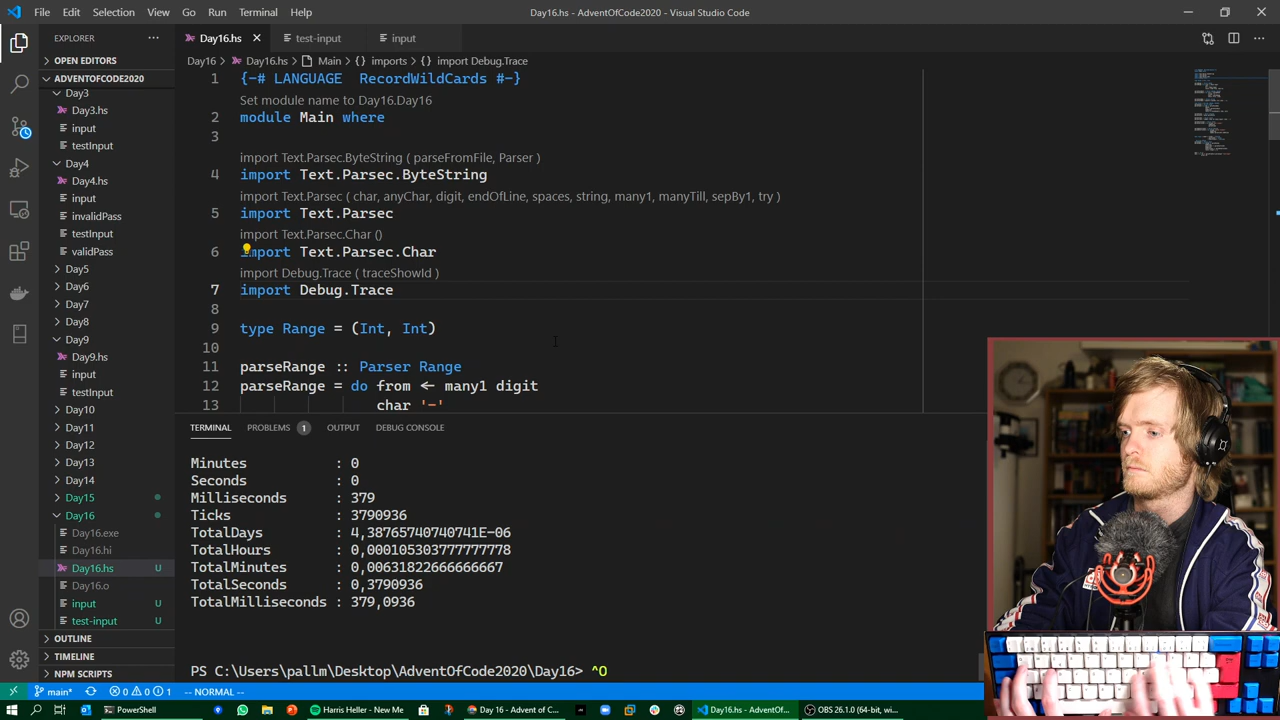 File Edit Selection View Go Run Terminal Help
Day16.hs - AdventOfCode2020 - Visual Studio Code
EXPLORER
Day16.hs
test-input
input
OPEN EDITORS
Day16 > Day16.hs > Main > {} imports > {} import Debug.Trace
ADVENTOFCODE2020
Day3
Day3.hs
input
testInput
Day4
Day4.hs
input
invalidPass
testInput
validPass
Day5
Day6
Day7
Day8
Day9
Day9.hs
input
testInput
Day10
Day11
Day12
Day13
Day14
Day15
Day16
Day16.exe
Day16.hi
Day16.hs U
Day16.o
input U
test-input U
OUTLINE
TIMELINE
NPM SCRIPTS
1 {-# LANGUAGE RecordWildCards #-}
Set module name to Day16.Day16
2 module Main where
3
import Text.Parsec.ByteString ( parseFromFile, Parser )
4 import Text.Parsec.ByteString
import Text.Parsec ( char, anyChar, digit, endOfLine, spaces, string, many1, manyTill, sepBy1, try )
5 import Text.Parsec
import Text.Parsec.Char ()
6 import Text.Parsec.Char
import Debug.Trace ( traceShowId )
7 import Debug.Trace
8
9 type Range = (Int, Int)
10
11 parseRange :: Parser Range
12 parseRange = do from <- many1 digit
13 char '-'
TERMINAL PROBLEMS 1 OUTPUT DEBUG CONSOLE
Minutes : 0
Seconds : 0
Milliseconds : 379
Ticks : 3790936
TotalDays : 4,38765740740741E-06
TotalHours : 0,000105303777777778
TotalMinutes : 0,00631822666666667
TotalSeconds : 0,3790936
TotalMilliseconds : 379,0936
PS C:\Users\pallm\Desktop\AdventOfCode2020\Day16> ^O
main* 0 0 1 -- NORMAL --
PowerShell
Harris Heller - New Me
Day 16 - Advent of C...
Day16.hs - AdventOf...
OBS 26.1.0 (64-bit, w...